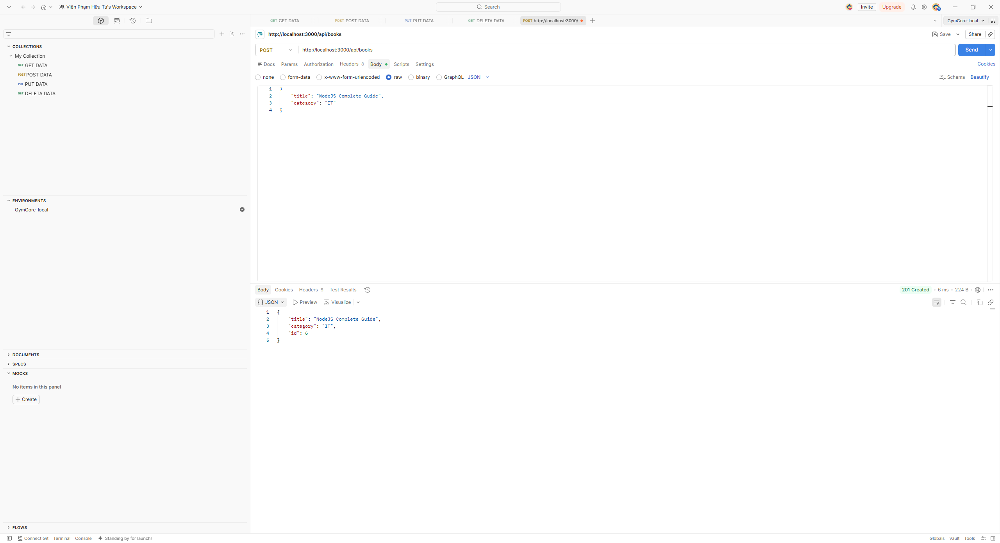 Viên Phạm Hữu Tư's Workspace
Search
Invite
Upgrade
GET GET DATA
POST POST DATA
PUT PUT DATA
GET DELETA DATA
POST http://localhost:3000/
GymCore-local
HTTP http://localhost:3000/api/books
Save
Share
COLLECTIONS
My Collection
GET GET DATA
POST POST DATA
PUT PUT DATA
GET DELETA DATA
ENVIRONMENTS
GymCore-local
DOCUMENTS
SPECS
MOCKS
No items in this panel
Create
FLOWS
POST http://localhost:3000/api/books
Send
Docs Params Authorization Headers 8 Body Scripts Settings
Cookies
none form-data x-www-form-urlencoded raw binary GraphQL JSON
Schema Beautify
1 {
2 "title": "NodeJS Complete Guide",
3 "category": "IT"
4 }
Body Cookies Headers 5 Test Results
201 Created • 6 ms • 224 B
{} JSON Preview Visualize
1 {
2 "title": "NodeJS Complete Guide",
3 "category": "IT",
4 "id": 6
5 }
Connect Git Terminal Console Standing by for launch!
Globals Vault Tools